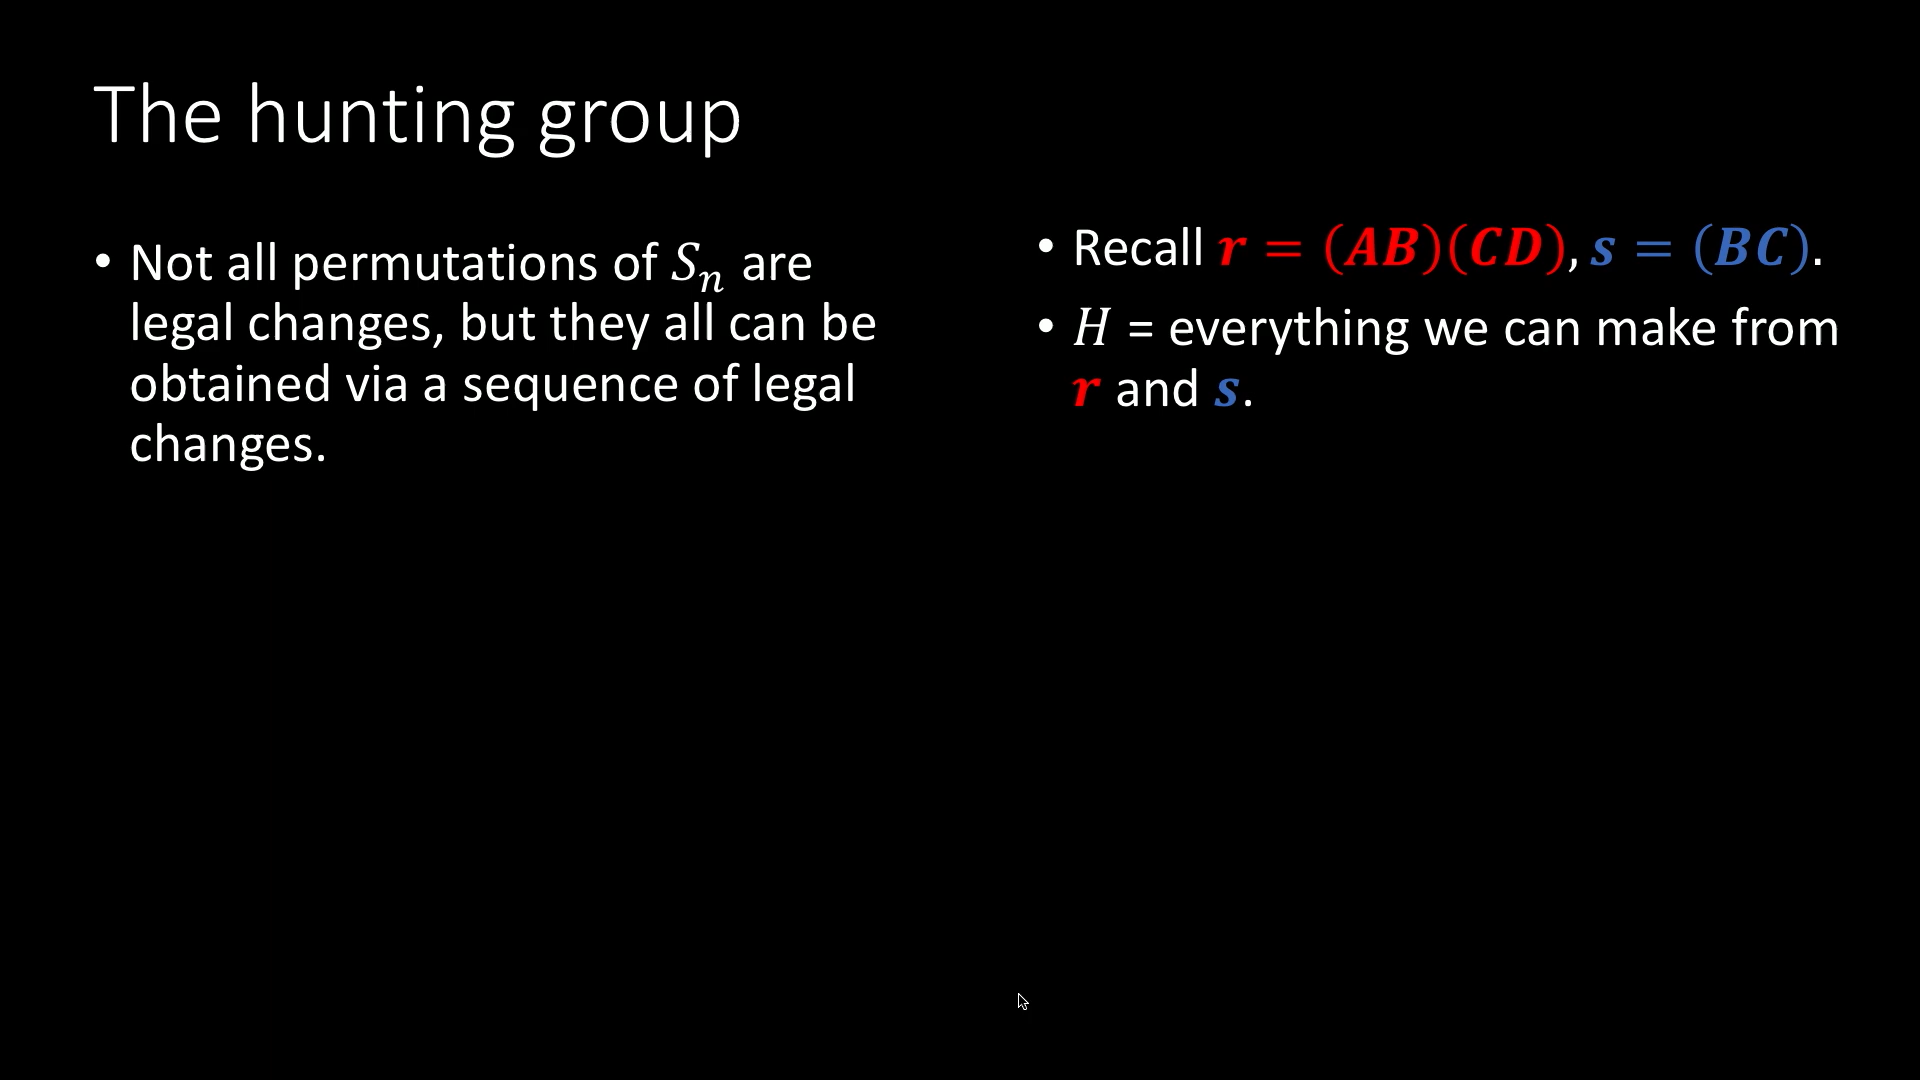 The hunting group
• Not all permutations of Sₙ are
legal changes, but they all can be
obtained via a sequence of legal
changes.
• Recall r = (AB)(CD), s = (BC).
• H = everything we can make from
r and s.